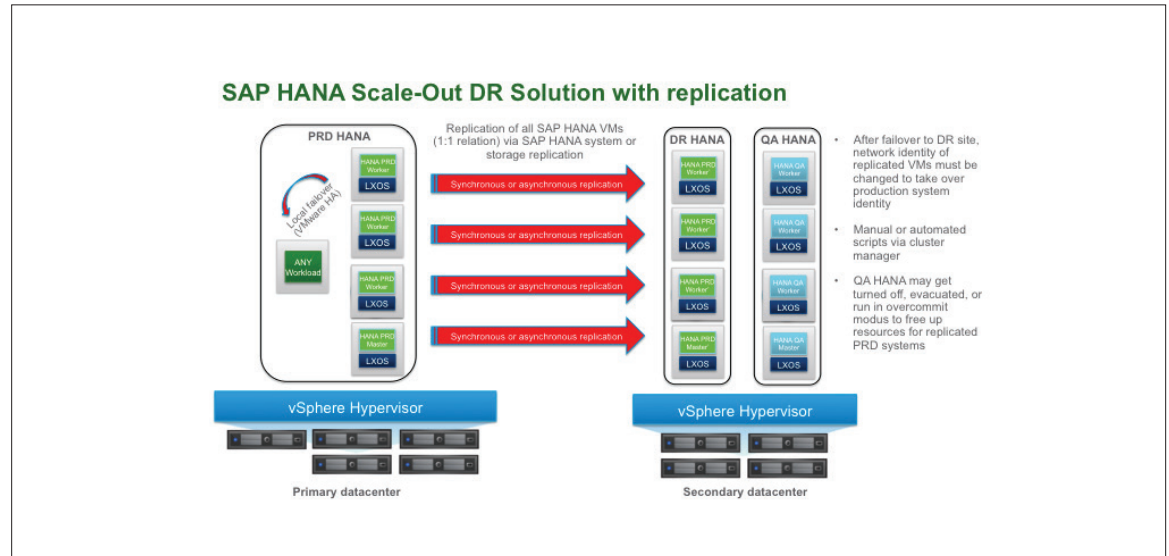 SAP HANA Scale-Out DR Solution with replication
PRD HANA
HANA PRD
Worker
LXOS
HANA PRD
Worker
LXOS
HANA PRD
Worker
LXOS
HANA PRD
Master
LXOS
Local failover
(VMware HA)
ANY
Workload
Replication of all SAP HANA VMs
(1:1 relation) via SAP HANA system or
storage replication
Synchronous or asynchronous replication
Synchronous or asynchronous replication
Synchronous or asynchronous replication
Synchronous or asynchronous replication
DR HANA
HANA PRD
Worker'
LXOS
HANA PRD
Worker'
LXOS
HANA PRD
Worker'
LXOS
HANA PRD
Master'
LXOS
QA HANA
HANA QA
Worker
LXOS
HANA QA
Worker
LXOS
HANA QA
Worker
LXOS
HANA QA
Master
LXOS
• After failover to DR site,
network identity of
replicated VMs must be
changed to take over
production system
identity
• Manual or automated
scripts via cluster
manager
• QA HANA may get
turned off, evacuated, or
run in overcommit
modus to free up
resources for replicated
PRD systems
vSphere Hypervisor
vSphere Hypervisor
Primary datacenter
Secondary datacenter